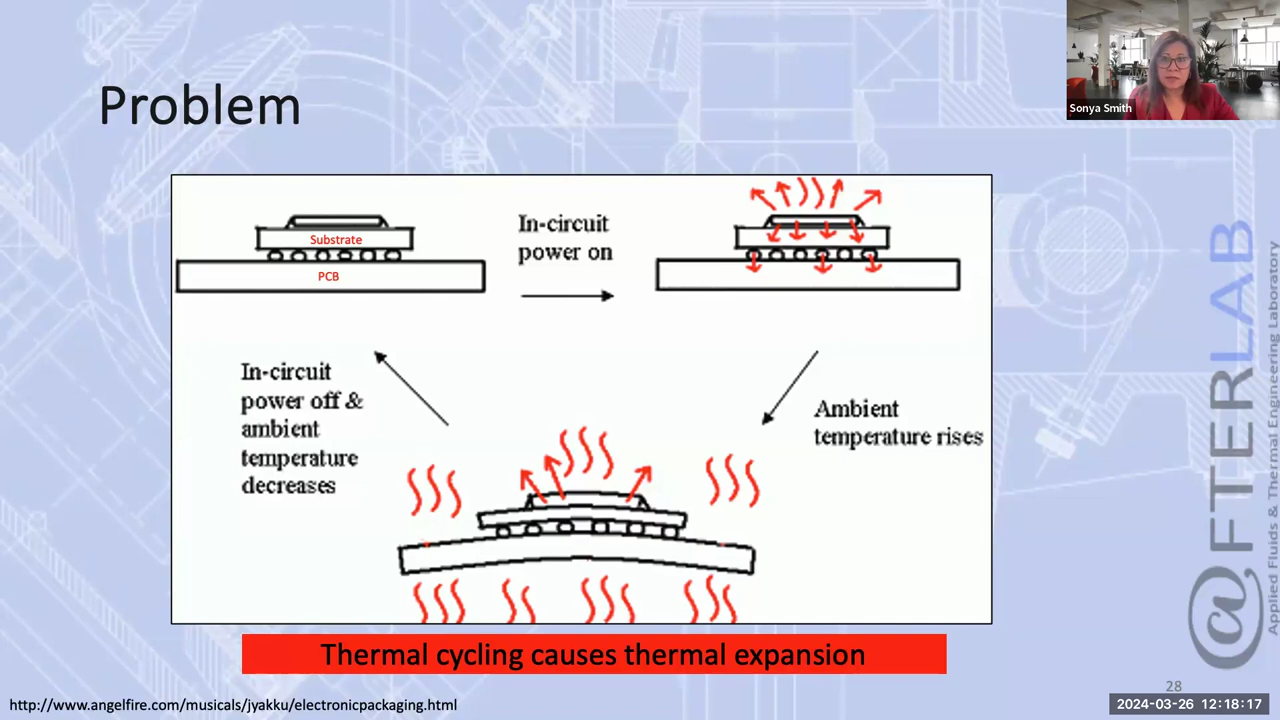 Problem
Sonya Smith
Substrate
PCB
In-circuit
power on
In-circuit
power off &
ambient
temperature
decreases
Ambient
temperature rises
Thermal cycling causes thermal expansion
http://www.angelfire.com/musicals/jyakku/electronicpackaging.html
28
2024-03-26 12:18:17
@FTERLAB
Applied Fluids & Thermal Engineering Laboratory